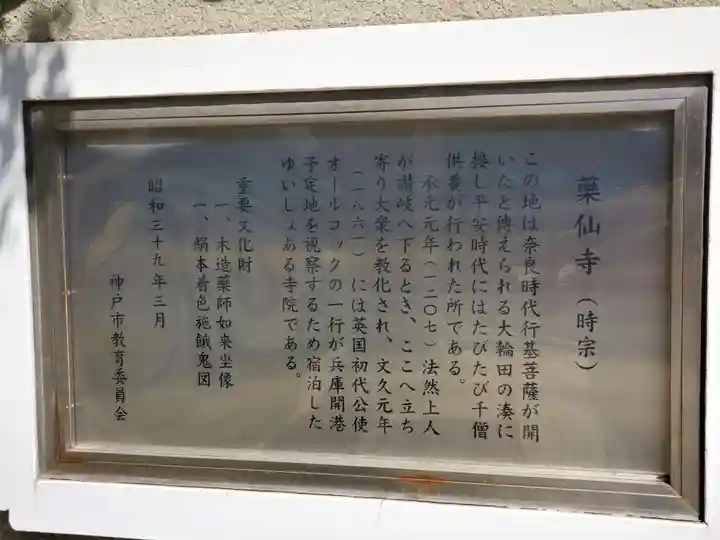 薬仙寺（時宗）
この地は奈良時代行基菩薩が開
いたと傳えられる大輪田の湊に
接し平安時代にはたびたび千僧
供養が行われた所である。
承元元年（一二〇七）法然上人
が讃岐へ下るとき、ここへ立ち
寄り大衆を教化され、文久元年
（一八六一）には英国初代公使
オールコックの一行が兵庫開港
予定地を視察するため宿泊した
ゆいしょある寺院である。
重要文化財
一、木造薬師如来坐像
一、絹本着色施餓鬼図
昭和三十九年三月
神戸市教育委員会